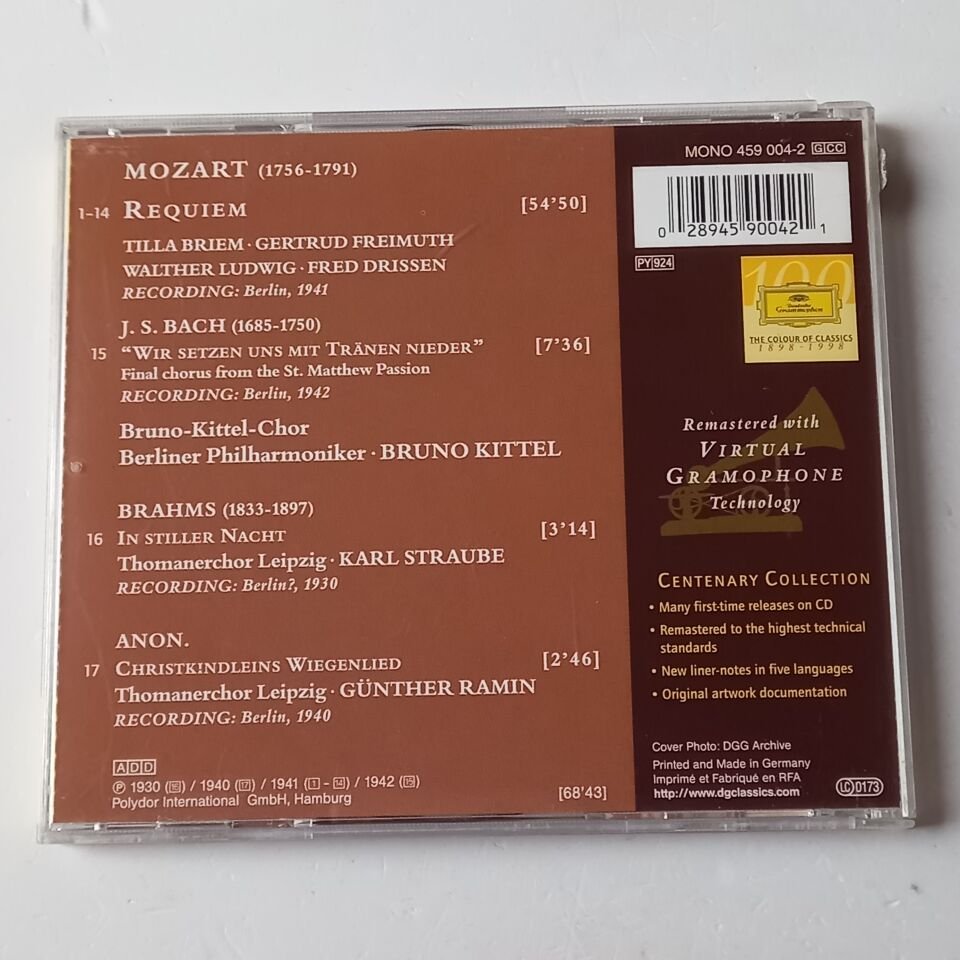 MOZART (1756-1791)
1-14 REQUIEM [54'50]
TILLA BRIEM · GERTRUD FREIMUTH
WALTHER LUDWIG · FRED DRISSEN
RECORDING: Berlin, 1941
J. S. BACH (1685-1750)
15 "WIR SETZEN UNS MIT TRÄNEN NIEDER" [7'36]
Final chorus from the St. Matthew Passion
RECORDING: Berlin, 1942
Bruno-Kittel-Chor
Berliner Philharmoniker · BRUNO KITTEL
BRAHMS (1833-1897)
16 IN STILLER NACHT [3'14]
Thomanerchor Leipzig · KARL STRAUBE
RECORDING: Berlin?, 1930
ANON.
17 CHRISTKINDLEINS WIEGENLIED [2'46]
Thomanerchor Leipzig · GÜNTHER RAMIN
RECORDING: Berlin, 1940
ADD
℗ 1930 (16) / 1940 (17) / 1941 (1 - 14) / 1942 (15)
Polydor International GmbH, Hamburg [68'43]
MONO 459 004-2 GCC
0 28945 90042 1
PY 924
100
Deutsche
Grammophon
THE COLOUR OF CLASSICS
1898-1998
Remastered with
VIRTUAL
GRAMOPHONE
Technology
CENTENARY COLLECTION
• Many first-time releases on CD
• Remastered to the highest technical
standards
• New liner-notes in five languages
• Original artwork documentation
Cover Photo: DGG Archive
Printed and Made in Germany
Imprimé et Fabriqué en RFA
http://www.dgclassics.com
LC 0173